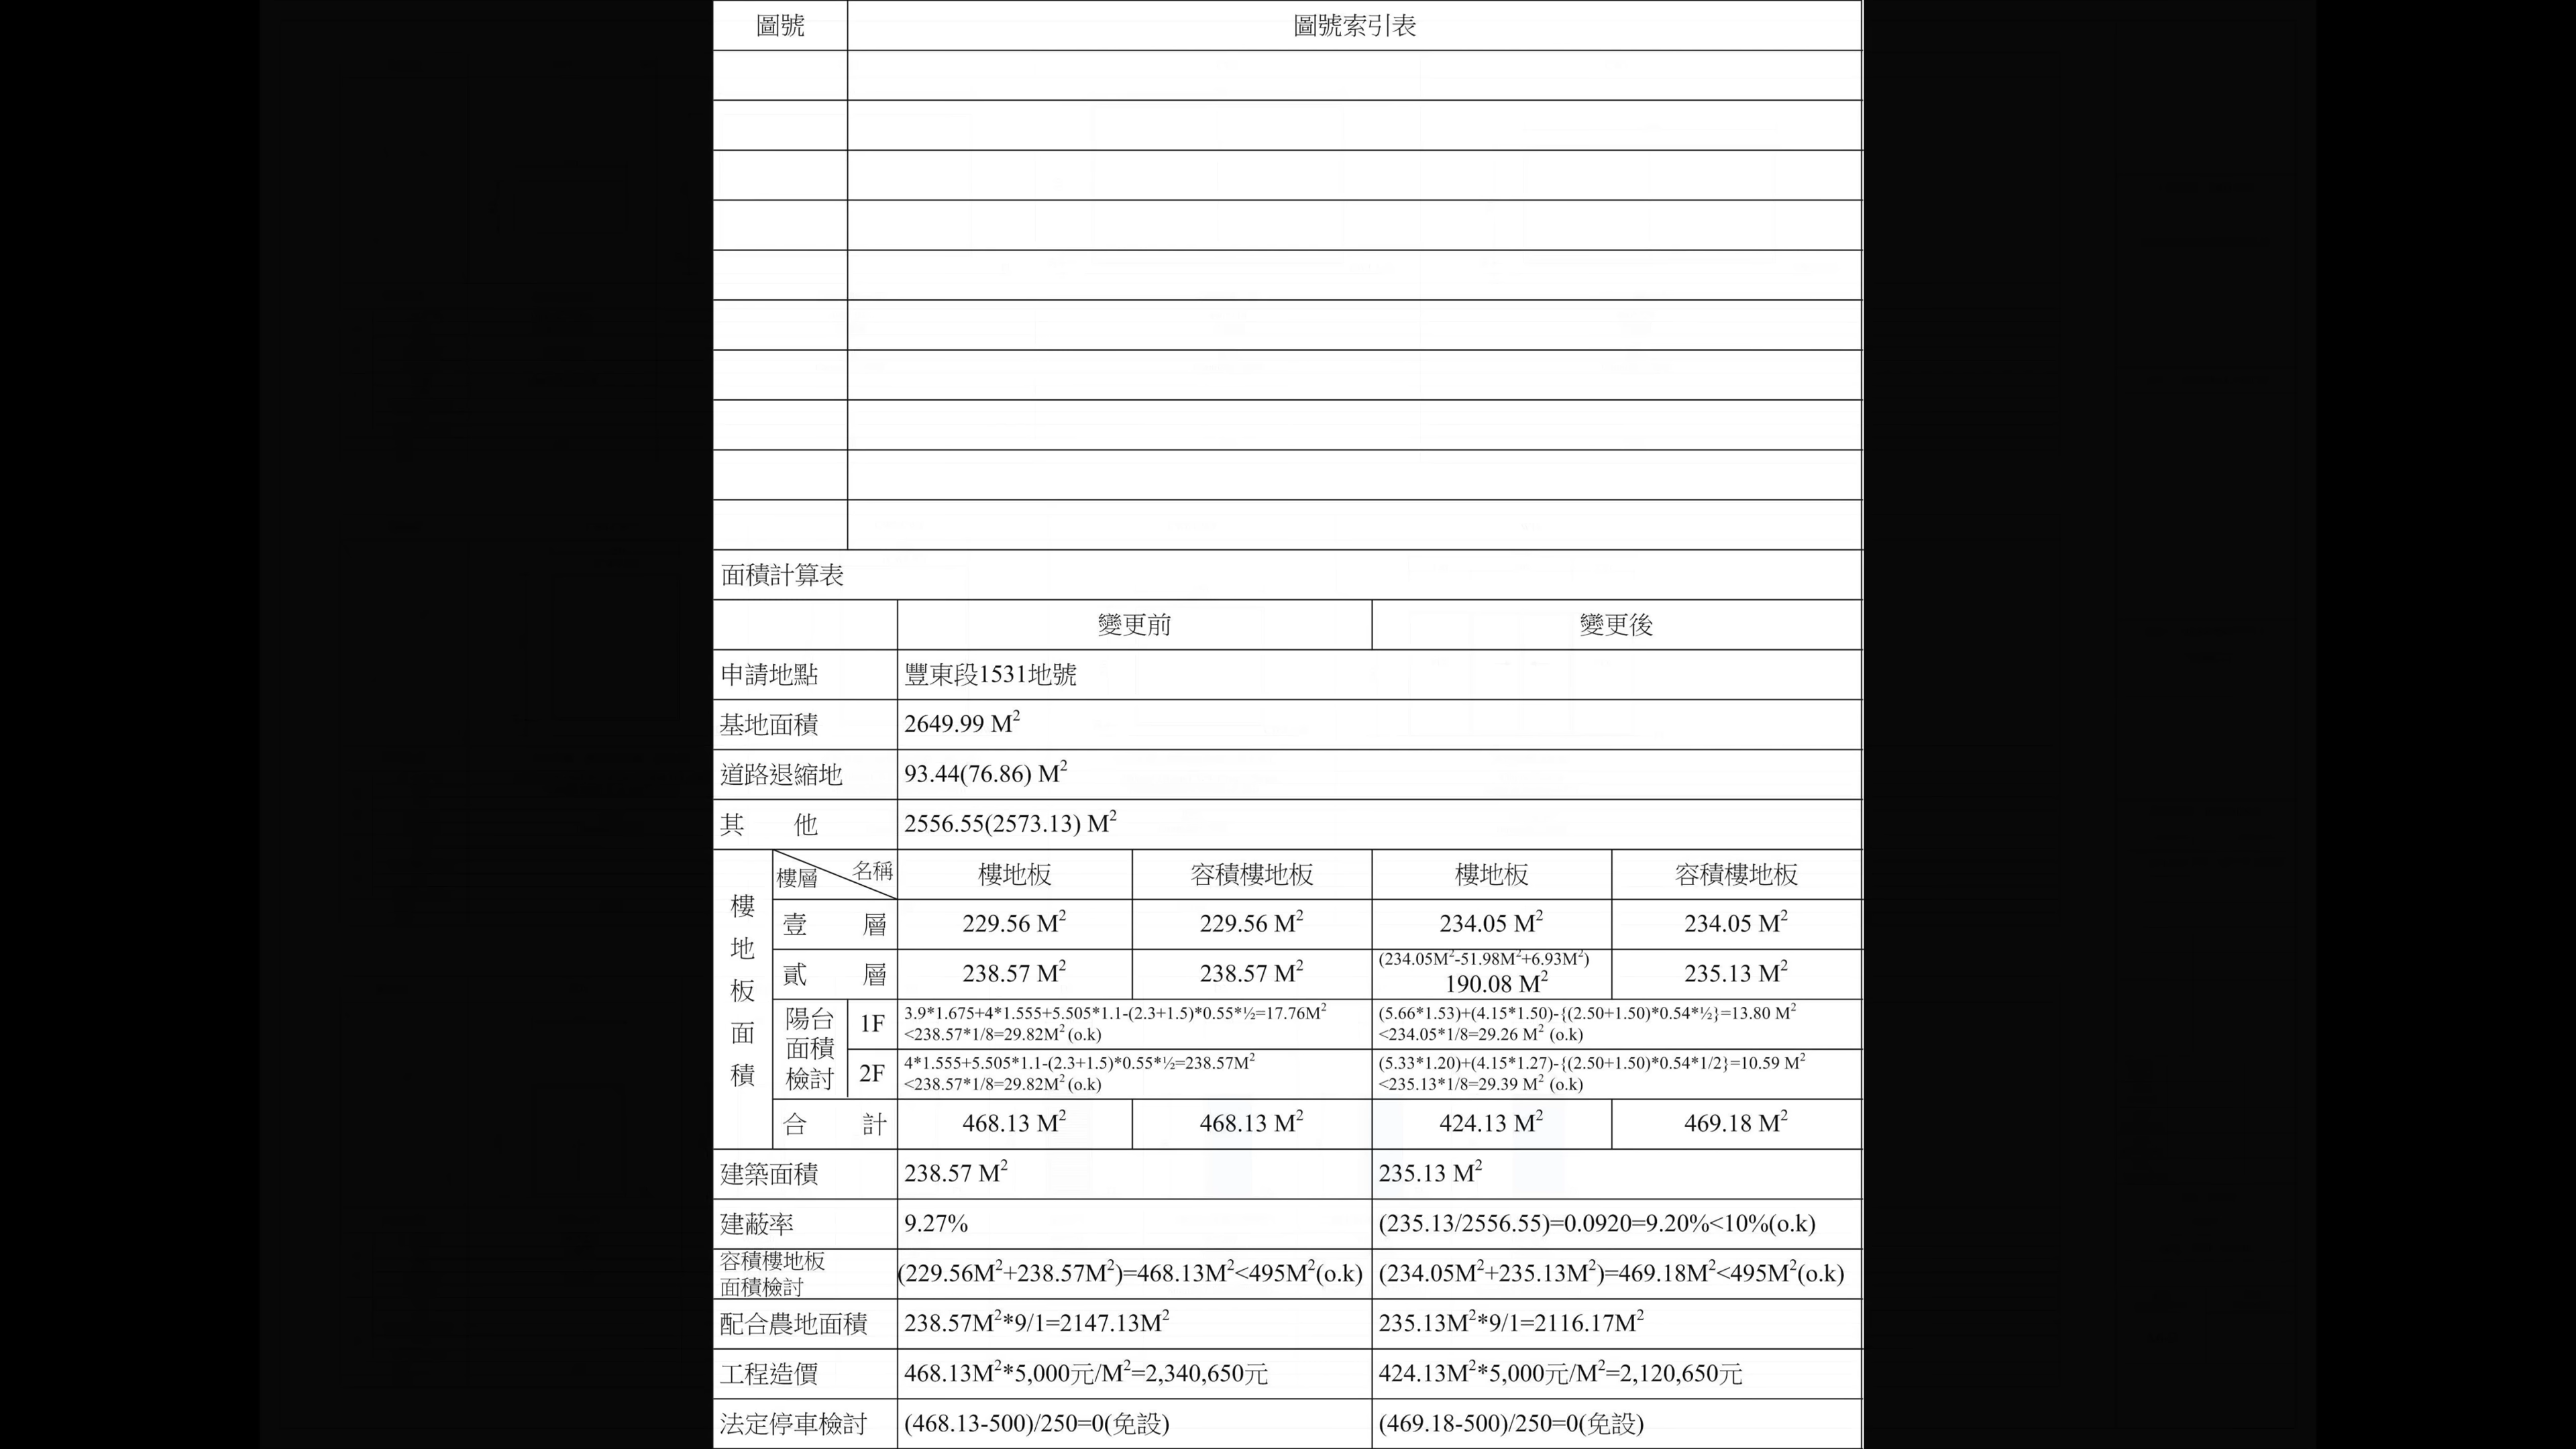 圖號 圖號索引表
面積計算表
變更前 變更後
申請地點 豐東段1531地號
基地面積 2649.99 M²
道路退縮地 93.44(76.86) M²
其 他 2556.55(2573.13) M²
樓地板面積 樓層 名稱 樓地板 容積樓地板 樓地板 容積樓地板
壹 層 229.56 M² 229.56 M² 234.05 M² 234.05 M²
貳 層 238.57 M² 238.57 M² (234.05M²-51.98M²+6.93M²) 190.08 M² 235.13 M²
陽台面積檢討
1F 3.9*1.675+4*1.555+5.505*1.1-(2.3+1.5)*0.55*½=17.76M² (5.66*1.53)+(4.15*1.50)-{(2.50+1.50)*0.54*½}=13.80 M²
<238.57*1/8=29.82M² (o.k) <234.05*1/8=29.26 M² (o.k)
2F 4*1.555+5.505*1.1-(2.3+1.5)*0.55*½=238.57M² (5.33*1.20)+(4.15*1.27)-{(2.50+1.50)*0.54*1/2}=10.59 M²
<238.57*1/8=29.82M² (o.k) <235.13*1/8=29.39 M² (o.k)
合 計 468.13 M² 468.13 M² 424.13 M² 469.18 M²
建築面積 238.57 M² 235.13 M²
建蔽率 9.27% (235.13/2556.55)=0.0920=9.20%<10%(o.k)
容積樓地板面積檢討 (229.56M²+238.57M²)=468.13M²<495M²(o.k) (234.05M²+235.13M²)=469.18M²<495M²(o.k)
配合農地面積 238.57M²*9/1=2147.13M² 235.13M²*9/1=2116.17M²
工程造價 468.13M²*5,000元/M²=2,340,650元 424.13M²*5,000元/M²=2,120,650元
法定停車檢討 (468.13-500)/250=0(免設) (469.18-500)/250=0(免設)